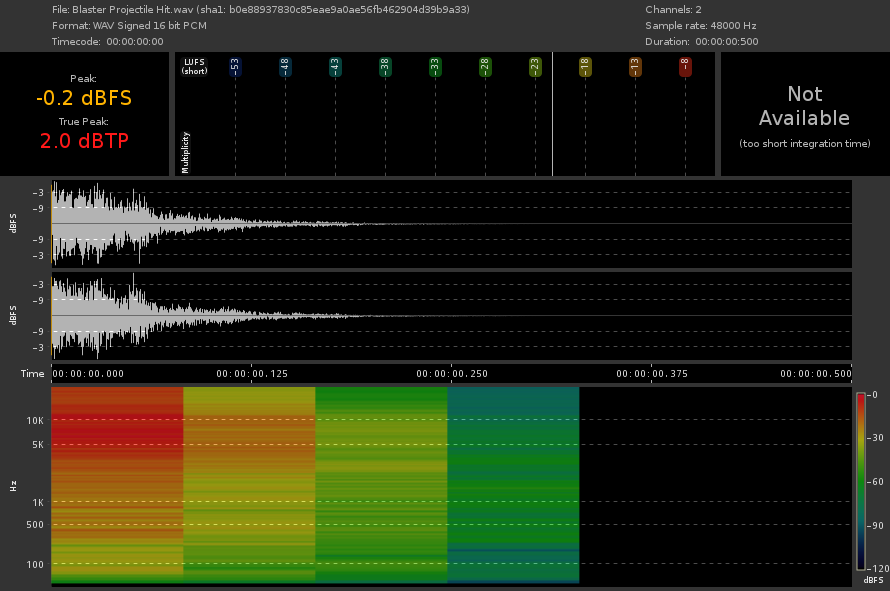 File: Blaster Projectile Hit.wav (sha1: b0e88937830c85eae9a0ae56fb462904d39b9a33)
Channels: 2
Format: WAV Signed 16 bit PCM
Sample rate: 48000 Hz
Timecode: 00:00:00:00
Duration: 00:00:00:500
Peak:
-0.2 dBFS
True Peak:
2.0 dBTP
LUFS
(short)
-53
-48
-43
-38
-33
-28
-23
-18
-13
-8
Multiplicity
Not
Available
(too short integration time)
dBFS
-3
-9
-9
-3
dBFS
-3
-9
-9
-3
Time
00:00:00.000
00:00:00.125
00:00:00.250
00:00:00.375
00:00:00.500
Hz
10K
5K
1K
500
100
-0
-30
-60
-90
-120
dBFS